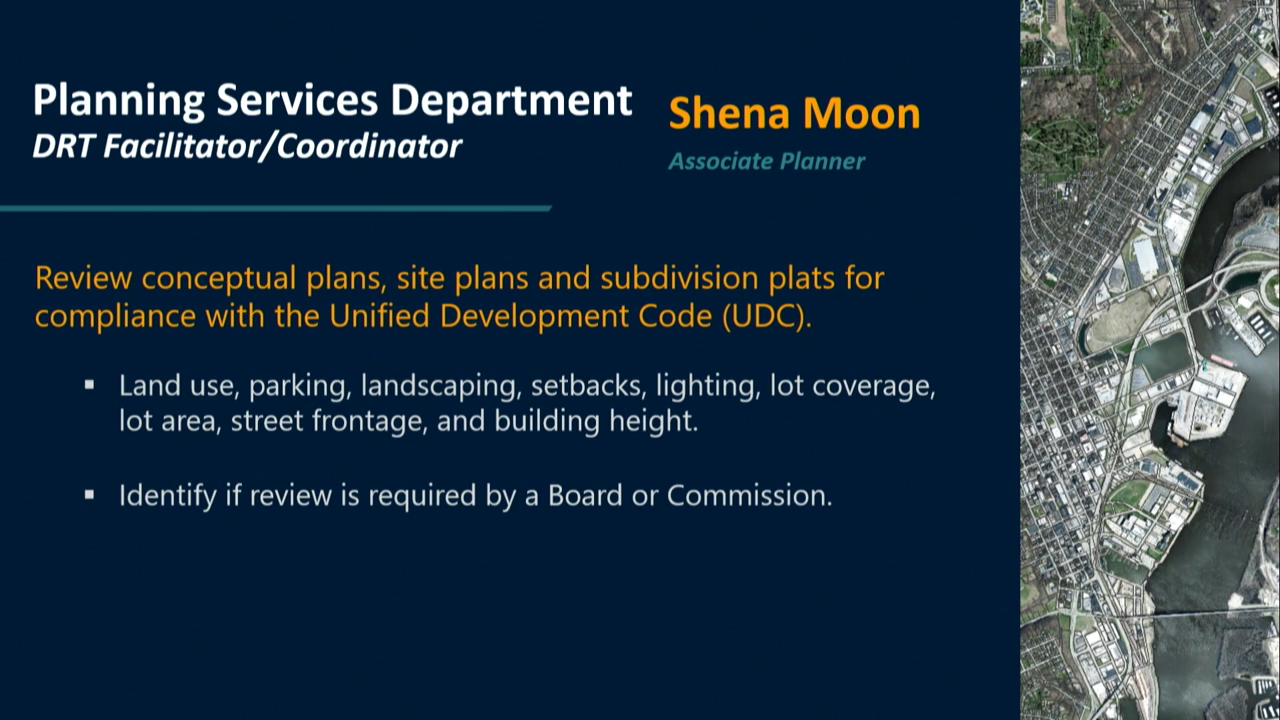 Planning Services Department
DRT Facilitator/Coordinator
Shena Moon
Associate Planner
Review conceptual plans, site plans and subdivision plats for
compliance with the Unified Development Code (UDC).
▪ Land use, parking, landscaping, setbacks, lighting, lot coverage,
lot area, street frontage, and building height.
▪ Identify if review is required by a Board or Commission.